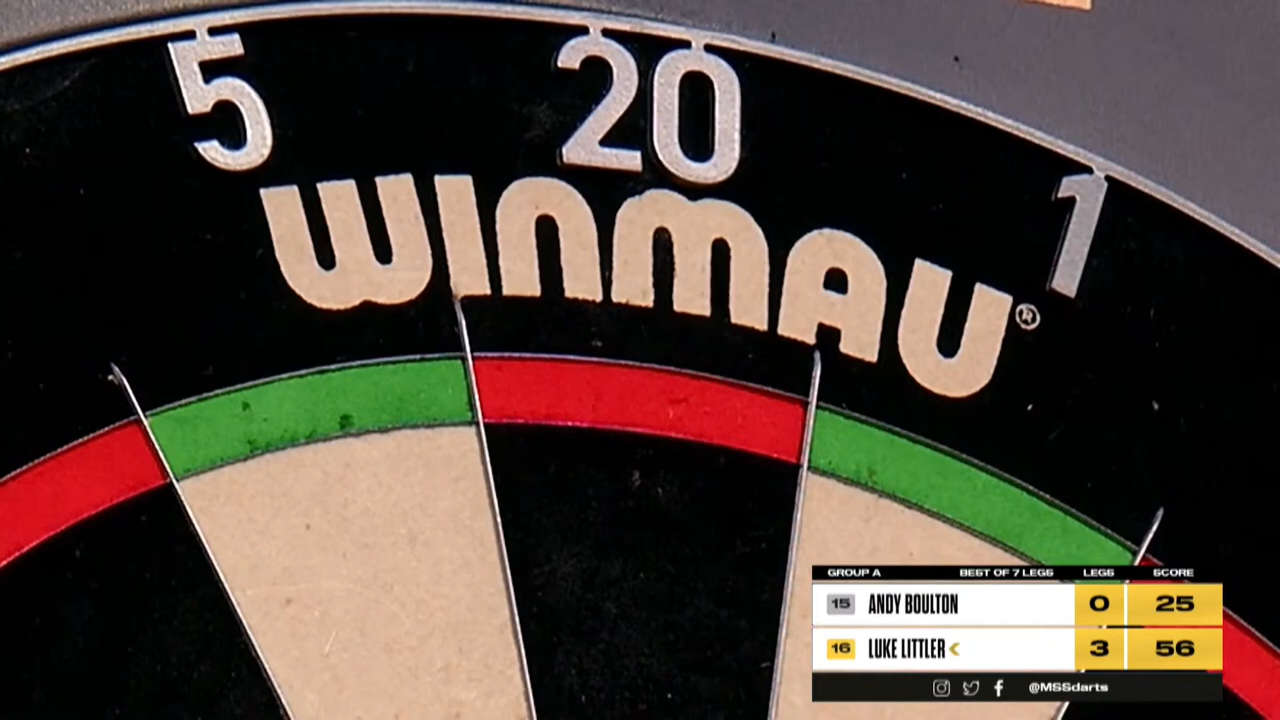 5 20 1
WINMAU®
GROUP A BEST OF 7 LEGS LEGS SCORE
15 ANDY BOULTON 0 25
16 LUKE LITTLER 3 56
@MSSdarts